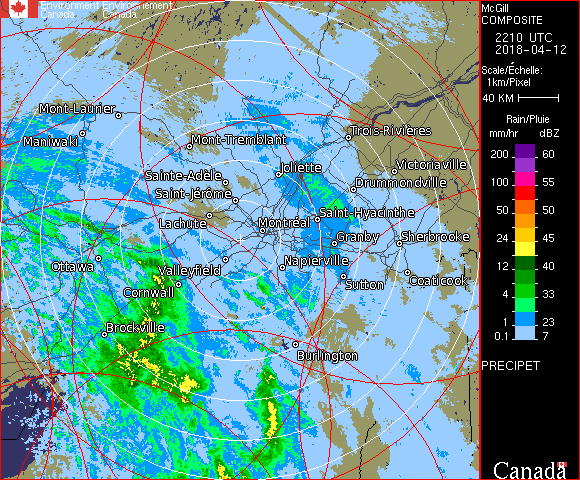 Environment Environnement
Canada Canada
McGill
COMPOSITE
2210 UTC
2018-04-12
Scale/Échelle:
1km/Pixel
40 KM
Rain/Pluie
mm/hr dBZ
200 60
100 55
50 50
24 45
12 40
4 33
1 23
0.1 7
PRECIPET
Canada
Mont-Laurier
Maniwaki
Mont-Tremblant
Trois-Rivières
Joliette
Victoriaville
Sainte-Adèle
Drummondville
Saint-Jérôme
Saint-Hyacinthe
Lachute
Montréal
Granby
Sherbrooke
Ottawa
Valleyfield
Napierville
Sutton
Coaticook
Cornwall
Brockville
Burlington